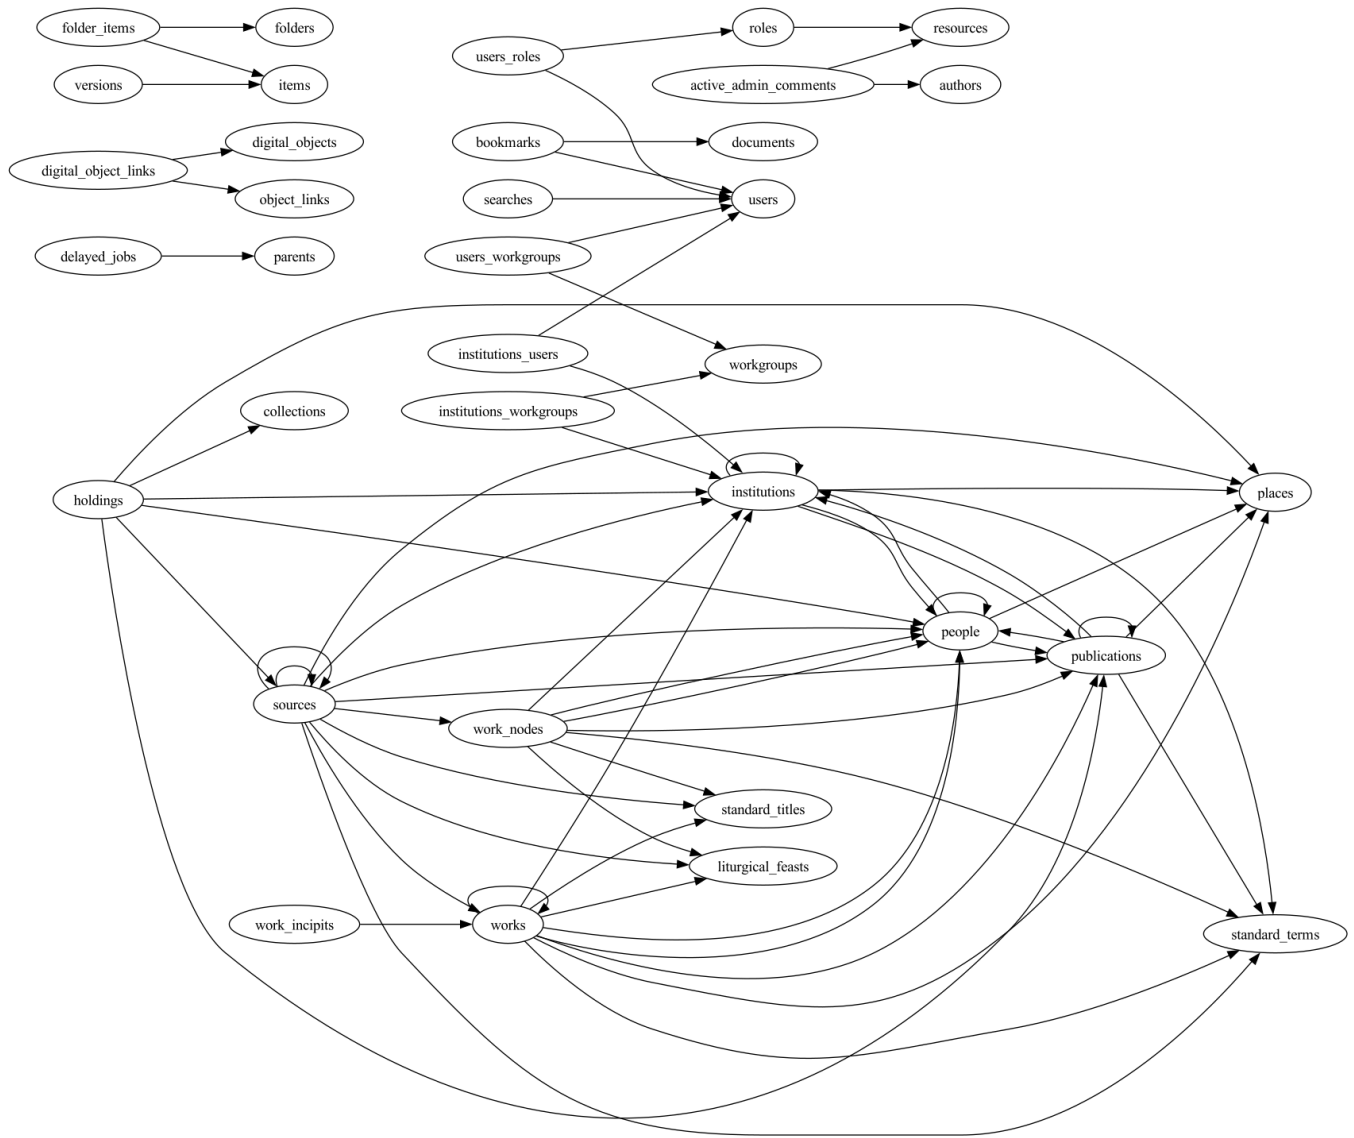 folder_items
folders
roles
resources
users_roles
versions
items
active_admin_comments
authors
digital_objects
bookmarks
documents
digital_object_links
object_links
searches
users
delayed_jobs
parents
users_workgroups
institutions_users
workgroups
collections
institutions_workgroups
holdings
institutions
places
people
publications
sources
work_nodes
standard_titles
liturgical_feasts
work_incipits
works
standard_terms